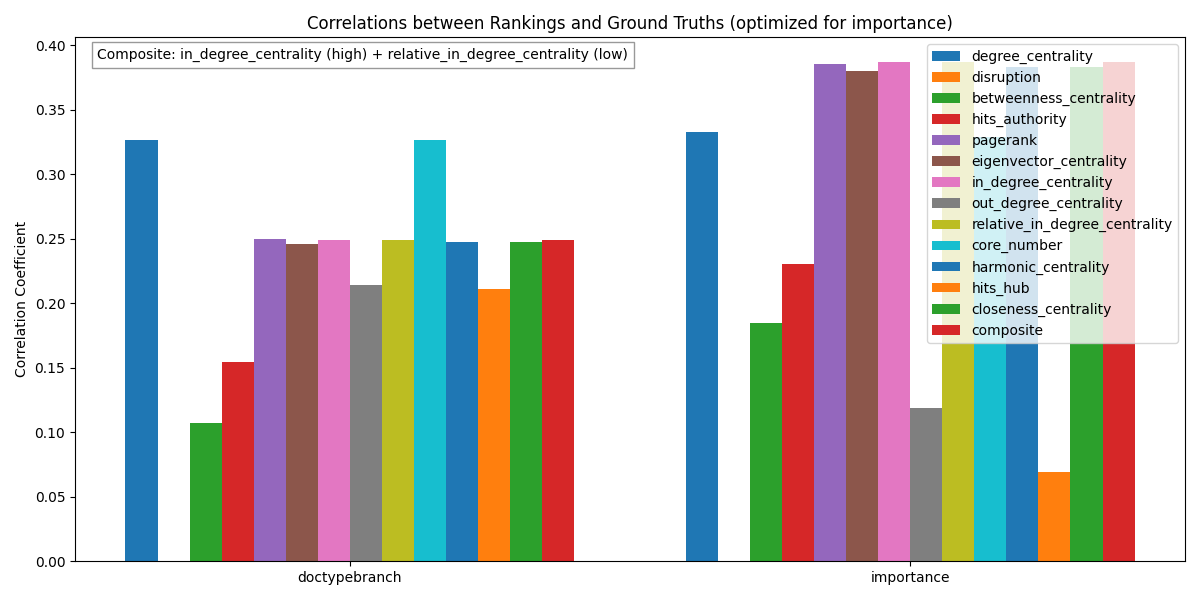 Correlations between Rankings and Ground Truths (optimized for importance)
Composite: in_degree_centrality (high) + relative_in_degree_centrality (low)
degree_centrality
disruption
betweenness_centrality
hits_authority
pagerank
eigenvector_centrality
in_degree_centrality
out_degree_centrality
relative_in_degree_centrality
core_number
harmonic_centrality
hits_hub
closeness_centrality
composite
Correlation Coefficient
0.40
0.35
0.30
0.25
0.20
0.15
0.10
0.05
0.00
doctypebranch
importance